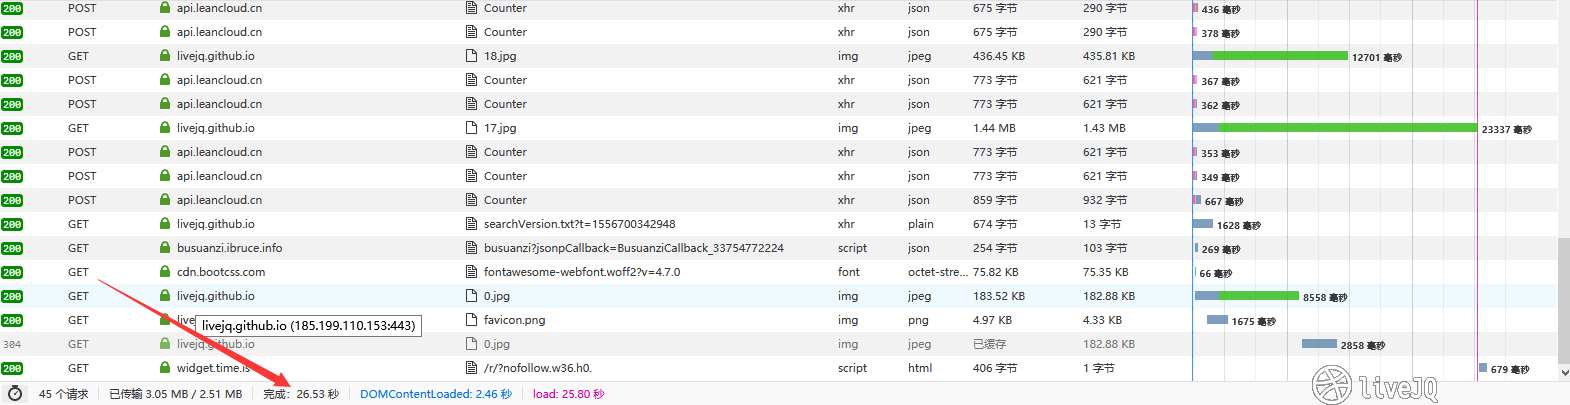 200 POST api.leancloud.cn Counter xhr json 675 字节 290 字节 436 毫秒
200 POST api.leancloud.cn Counter xhr json 675 字节 290 字节 378 毫秒
200 GET livejq.github.io 18.jpg img jpeg 436.45 KB 435.81 KB 12701 毫秒
200 POST api.leancloud.cn Counter xhr json 773 字节 621 字节 367 毫秒
200 POST api.leancloud.cn Counter xhr json 773 字节 621 字节 362 毫秒
200 GET livejq.github.io 17.jpg img jpeg 1.44 MB 1.43 MB 23337 毫秒
200 POST api.leancloud.cn Counter xhr json 773 字节 621 字节 353 毫秒
200 POST api.leancloud.cn Counter xhr json 773 字节 621 字节 349 毫秒
200 POST api.leancloud.cn Counter xhr json 859 字节 932 字节 667 毫秒
200 GET livejq.github.io searchVersion.txt?t=1556700342948 xhr plain 674 字节 13 字节 1628 毫秒
200 GET busuanzi.ibruce.info busuanzi?jsonpCallback=BusuanziCallback_33754772224 script json 254 字节 103 字节 269 毫秒
200 GET cdn.bootcss.com fontawesome-webfont.woff2?v=4.7.0 font octet-stre... 75.82 KB 75.35 KB 66 毫秒
200 GET livejq.github.io 0.jpg img jpeg 183.52 KB 182.88 KB 8558 毫秒
200 GET live favicon.png img png 4.97 KB 4.33 KB 1675 毫秒
livejq.github.io (185.199.110.153:443)
304 GET livejq.github.io 0.jpg img jpeg 已缓存 182.88 KB 2858 毫秒
200 GET widget.time.is /r/?nofollow.w36.h0. script html 406 字节 1 字节 679 毫秒
45 个请求 已传输 3.05 MB / 2.51 MB 完成: 26.53 秒 DOMContentLoaded: 2.46 秒 load: 25.80 秒
liveJQ